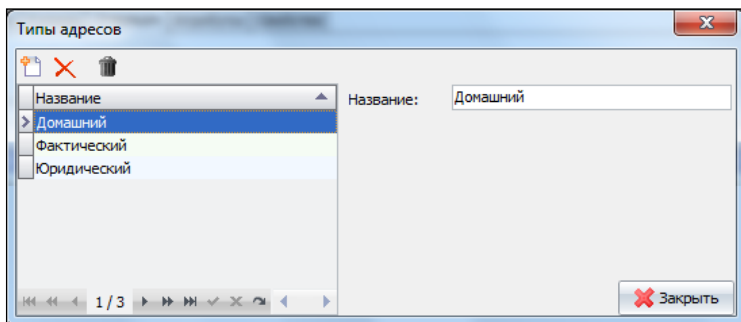 Типы адресов
Название
Домашний
Фактический
Юридический
1 / 3
Название: Домашний
Закрыть